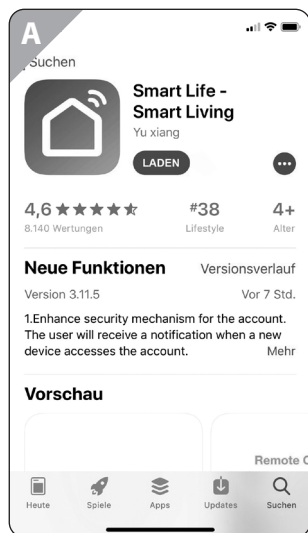 A
Suchen
Smart Life -
Smart Living
Yu xiang
LADEN
4,6 #38 4+
8.140 Wertungen Lifestyle Alter
Neue Funktionen Versionsverlauf
Version 3.11.5 Vor 7 Std.
1.Enhance security mechanism for the account.
The user will receive a notification when a new
device accesses the account. Mehr
Vorschau
Remote C
Heute Spiele Apps Updates Suchen